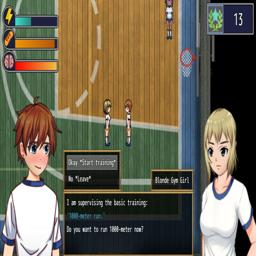 13
Okay *Start training*
No *Leave*
Blonde Gym Girl
I am supervising the basic training:
'1000-meter run.'
Do you want to run 1000-meter now?